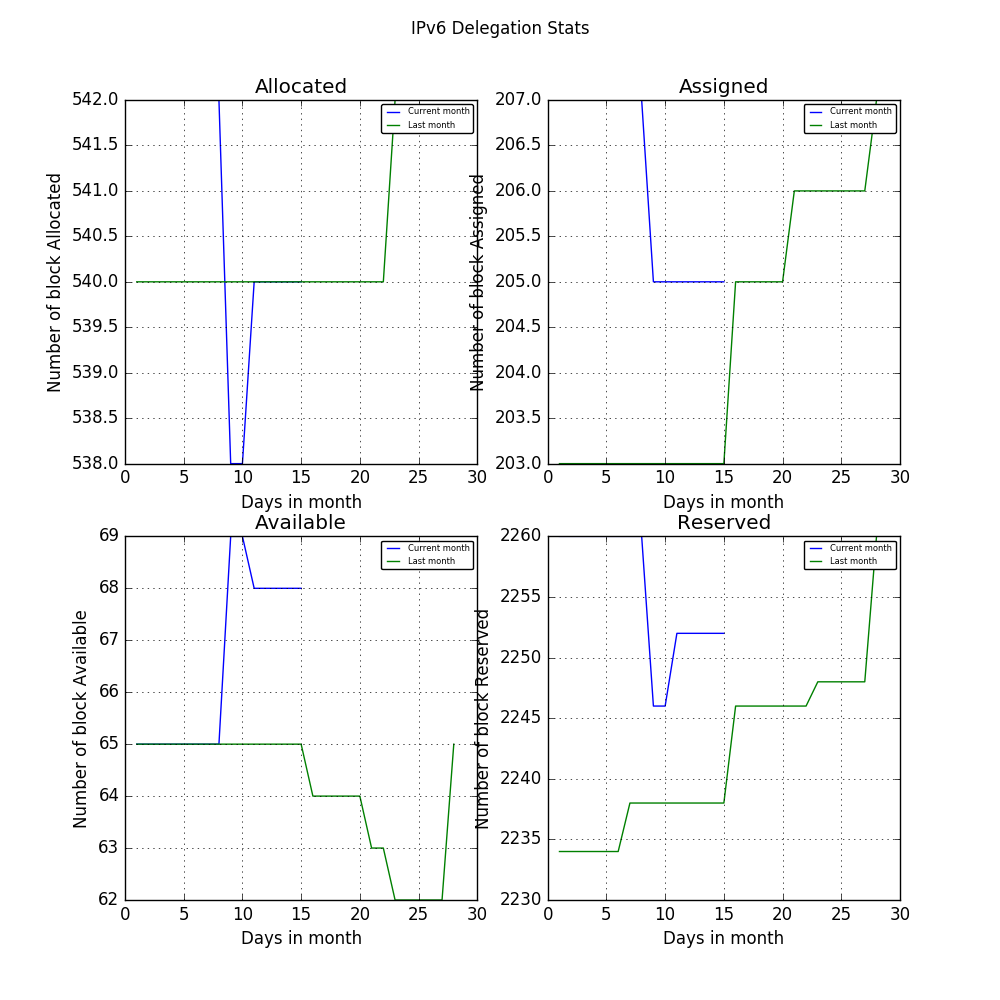 IPv6 Delegation Stats
Allocated
542.0
541.5
541.0
540.5
540.0
539.5
539.0
538.5
538.0
Number of block Allocated
Current month
Last month
0 5 10 15 20 25 30
Days in month
Assigned
207.0
206.5
206.0
205.5
205.0
204.5
204.0
203.5
203.0
Number of block Assigned
Current month
Last month
0 5 10 15 20 25 30
Days in month
Available
69
68
67
66
65
64
63
62
Number of block Available
Current month
Last month
0 5 10 15 20 25 30
Days in month
Reserved
2260
2255
2250
2245
2240
2235
2230
Number of block Reserved
Current month
Last month
0 5 10 15 20 25 30
Days in month